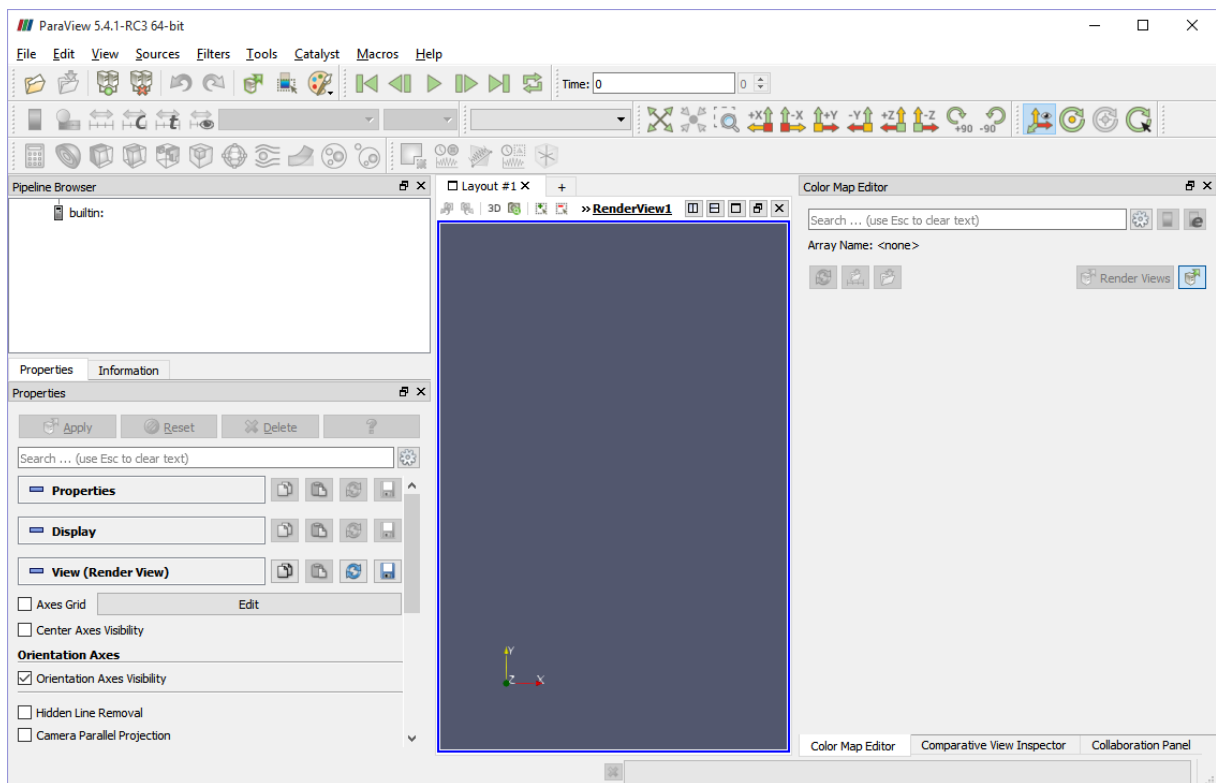 ParaView 5.4.1-RC3 64-bit
File Edit View Sources Filters Tools Catalyst Macros Help
Time: 0 0
+X -X +Y -Y +Z -Z +90 -90
Pipeline Browser
builtin:
Properties Information
Properties
Apply Reset Delete ?
Search ... (use Esc to clear text)
Properties
Display
View (Render View)
Axes Grid Edit
Center Axes Visibility
Orientation Axes
Orientation Axes Visibility
Hidden Line Removal
Camera Parallel Projection
Layout #1 +
3D » RenderView1
Y
Z X
Color Map Editor
Search ... (use Esc to clear text)
Array Name: <none>
Render Views
Color Map Editor Comparative View Inspector Collaboration Panel